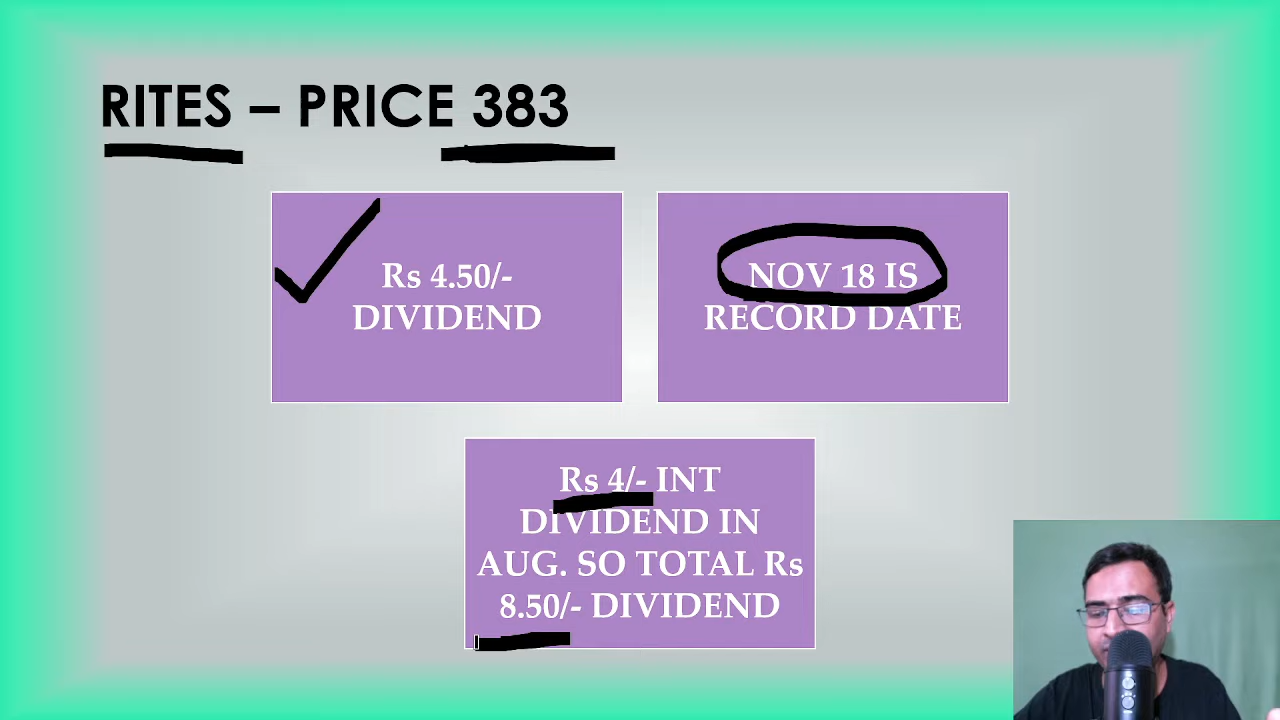 RITES – PRICE 383
Rs 4.50/-
DIVIDEND
NOV 18 IS
RECORD DATE
Rs 4/- INT
DIVIDEND IN
AUG. SO TOTAL Rs
8.50/- DIVIDEND